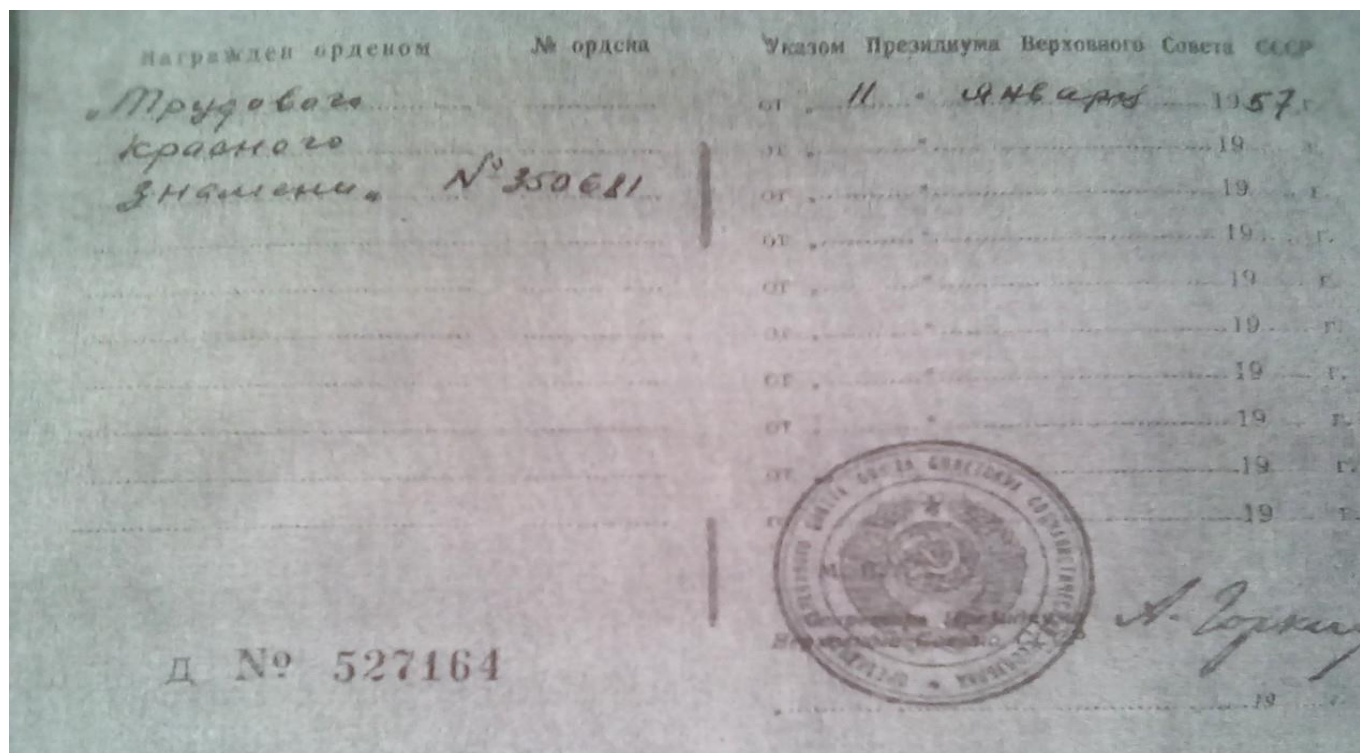 Награжден орденом № ордена Указом Президиума Верховного Совета СССР
„Трудового от „ 11 " января 1957 г.
Красного от „ " 19 г.
Знамени„ № 350681 от „ " 19 г.
от „ " 19 г.
от „ " 19 г.
от „ " 19 г.
от „ " 19 г.
от „ " 19 г.
от 19 г.
19 г.
А. Горкин
Д № 527164
19 г.